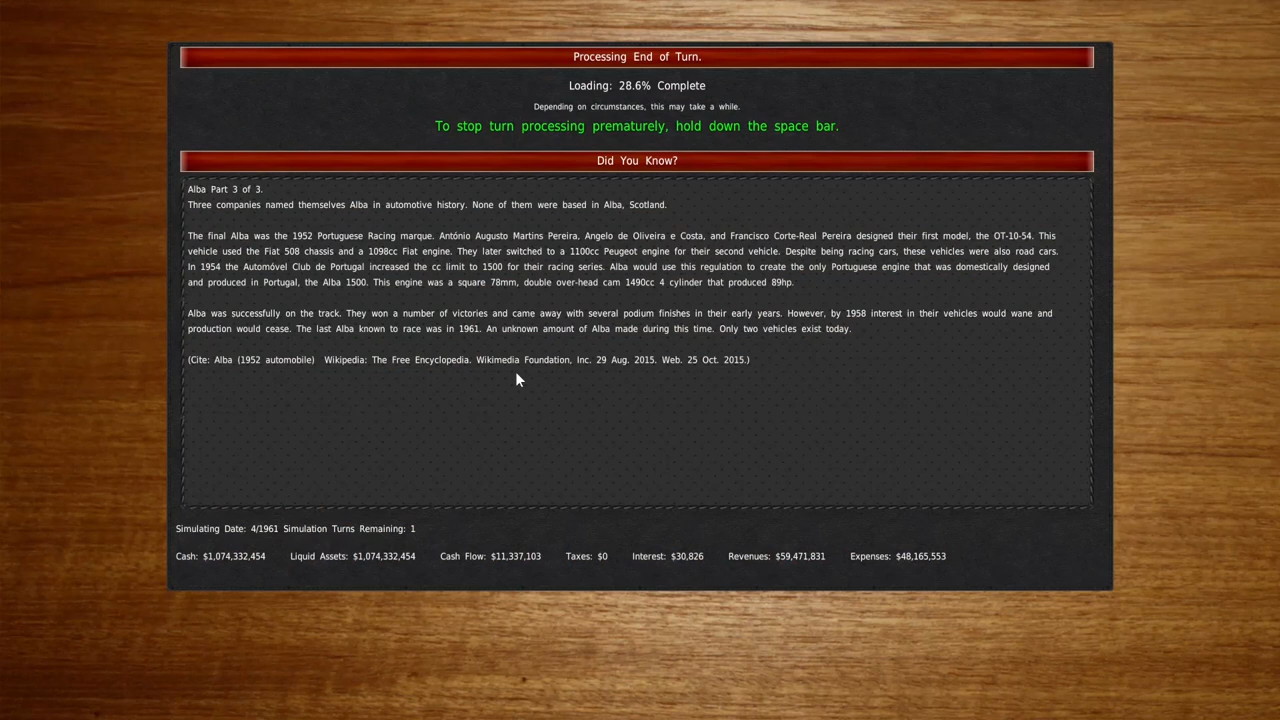 Processing End of Turn.
Loading: 28.6% Complete
Depending on circumstances, this may take a while.
To stop turn processing prematurely, hold down the space bar.
Did You Know?
Alba Part 3 of 3.
Three companies named themselves Alba in automotive history. None of them were based in Alba, Scotland.
The final Alba was the 1952 Portuguese Racing marque. António Augusto Martins Pereira, Angelo de Oliveira e Costa, and Francisco Corte-Real Pereira designed their first model, the OT-10-54. This
vehicle used the Fiat 508 chassis and a 1098cc Fiat engine. They later switched to a 1100cc Peugeot engine for their second vehicle. Despite being racing cars, these vehicles were also road cars.
In 1954 the Automóvel Club de Portugal increased the cc limit to 1500 for their racing series. Alba would use this regulation to create the only Portuguese engine that was domestically designed
and produced in Portugal, the Alba 1500. This engine was a square 78mm, double over-head cam 1490cc 4 cylinder that produced 89hp.
Alba was successfully on the track. They won a number of victories and came away with several podium finishes in their early years. However, by 1958 interest in their vehicles would wane and
production would cease. The last Alba known to race was in 1961. An unknown amount of Alba made during this time. Only two vehicles exist today.
(Cite: Alba (1952 automobile)  Wikipedia: The Free Encyclopedia. Wikimedia Foundation, Inc. 29 Aug. 2015. Web. 25 Oct. 2015.)
Simulating Date: 4/1961 Simulation Turns Remaining: 1
Cash: $1,074,332,454 Liquid Assets: $1,074,332,454 Cash Flow: $11,337,103 Taxes: $0 Interest: $30,826 Revenues: $59,471,831 Expenses: $48,165,553